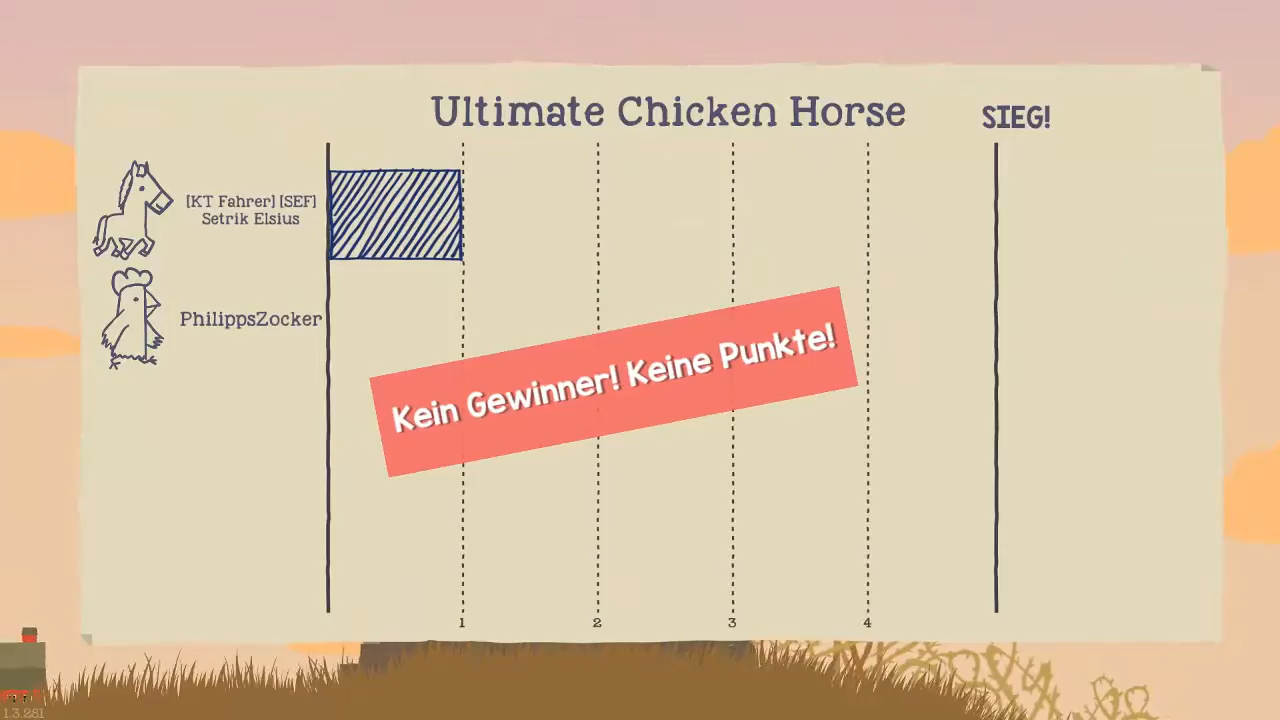 Ultimate Chicken Horse
SIEG!
[KT Fahrer] [SEF]
Setrik Elsius
PhilippsZocker
Kein Gewinner! Keine Punkte!
1 2 3 4
1.3.281